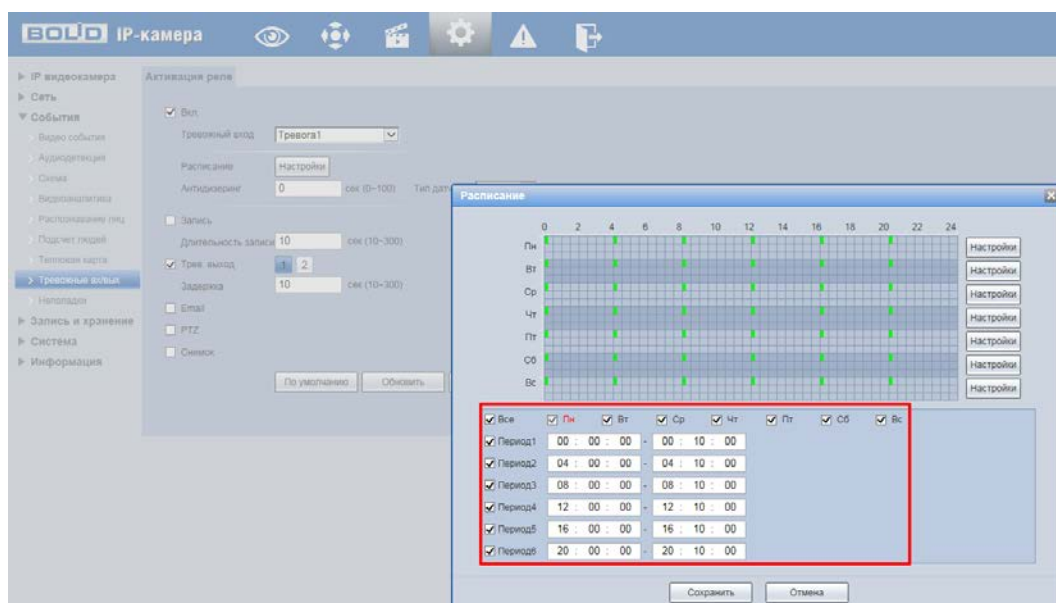 BOLID IP-камера
IP видеокамера
Сеть
События
Видео события
Аудиодетекция
Схема
Видеоаналитика
Распознавание лиц
Подсчет людей
Тепловая карта
Тревожные вх/вых
Неполадки
Запись и хранение
Система
Информация
Активация реле
Вкл.
Тревожный вход Тревога1
Расписание Настройки
Антидизеринг 0 сек (0~100) Тип дат
Запись
Длительность записи 10 сек (10~300)
Трев. выход 1 2
Задержка 10 сек (10~300)
Email
PTZ
Снимок
По умолчанию Обновить
Расписание
0 2 4 6 8 10 12 14 16 18 20 22 24
Пн Настройки
Вт Настройки
Ср Настройки
Чт Настройки
Пт Настройки
Сб Настройки
Вс Настройки
Все Пн Вт Ср Чт Пт Сб Вс
Период1 00 : 00 : 00 - 00 : 10 : 00
Период2 04 : 00 : 00 - 04 : 10 : 00
Период3 08 : 00 : 00 - 08 : 10 : 00
Период4 12 : 00 : 00 - 12 : 10 : 00
Период5 16 : 00 : 00 - 16 : 10 : 00
Период6 20 : 00 : 00 - 20 : 10 : 00
Сохранить Отмена